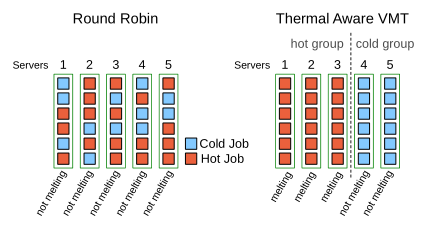 Round Robin
Servers 1 2 3 4 5
not melting
not melting
not melting
not melting
not melting
Cold Job
Hot Job
Thermal Aware VMT
hot group cold group
Servers 1 2 3 4 5
melting
melting
melting
not melting
not melting